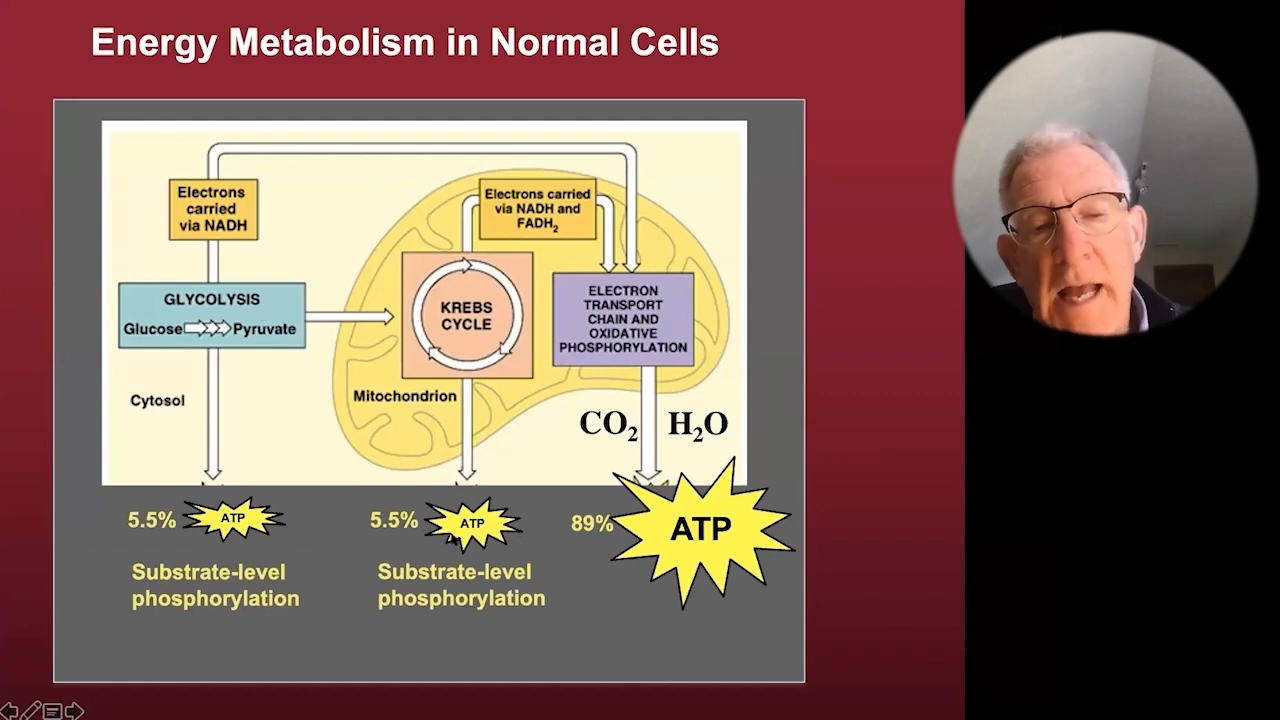 Energy Metabolism in Normal Cells
Electrons
carried
via NADH
Electrons carried
via NADH and
FADH₂
GLYCOLYSIS
Glucose Pyruvate
KREBS
CYCLE
ELECTRON
TRANSPORT
CHAIN AND
OXIDATIVE
PHOSPHORYLATION
Cytosol
Mitochondrion
CO₂ H₂O
5.5% ATP
5.5% ATP
89% ATP
Substrate-level
phosphorylation
Substrate-level
phosphorylation